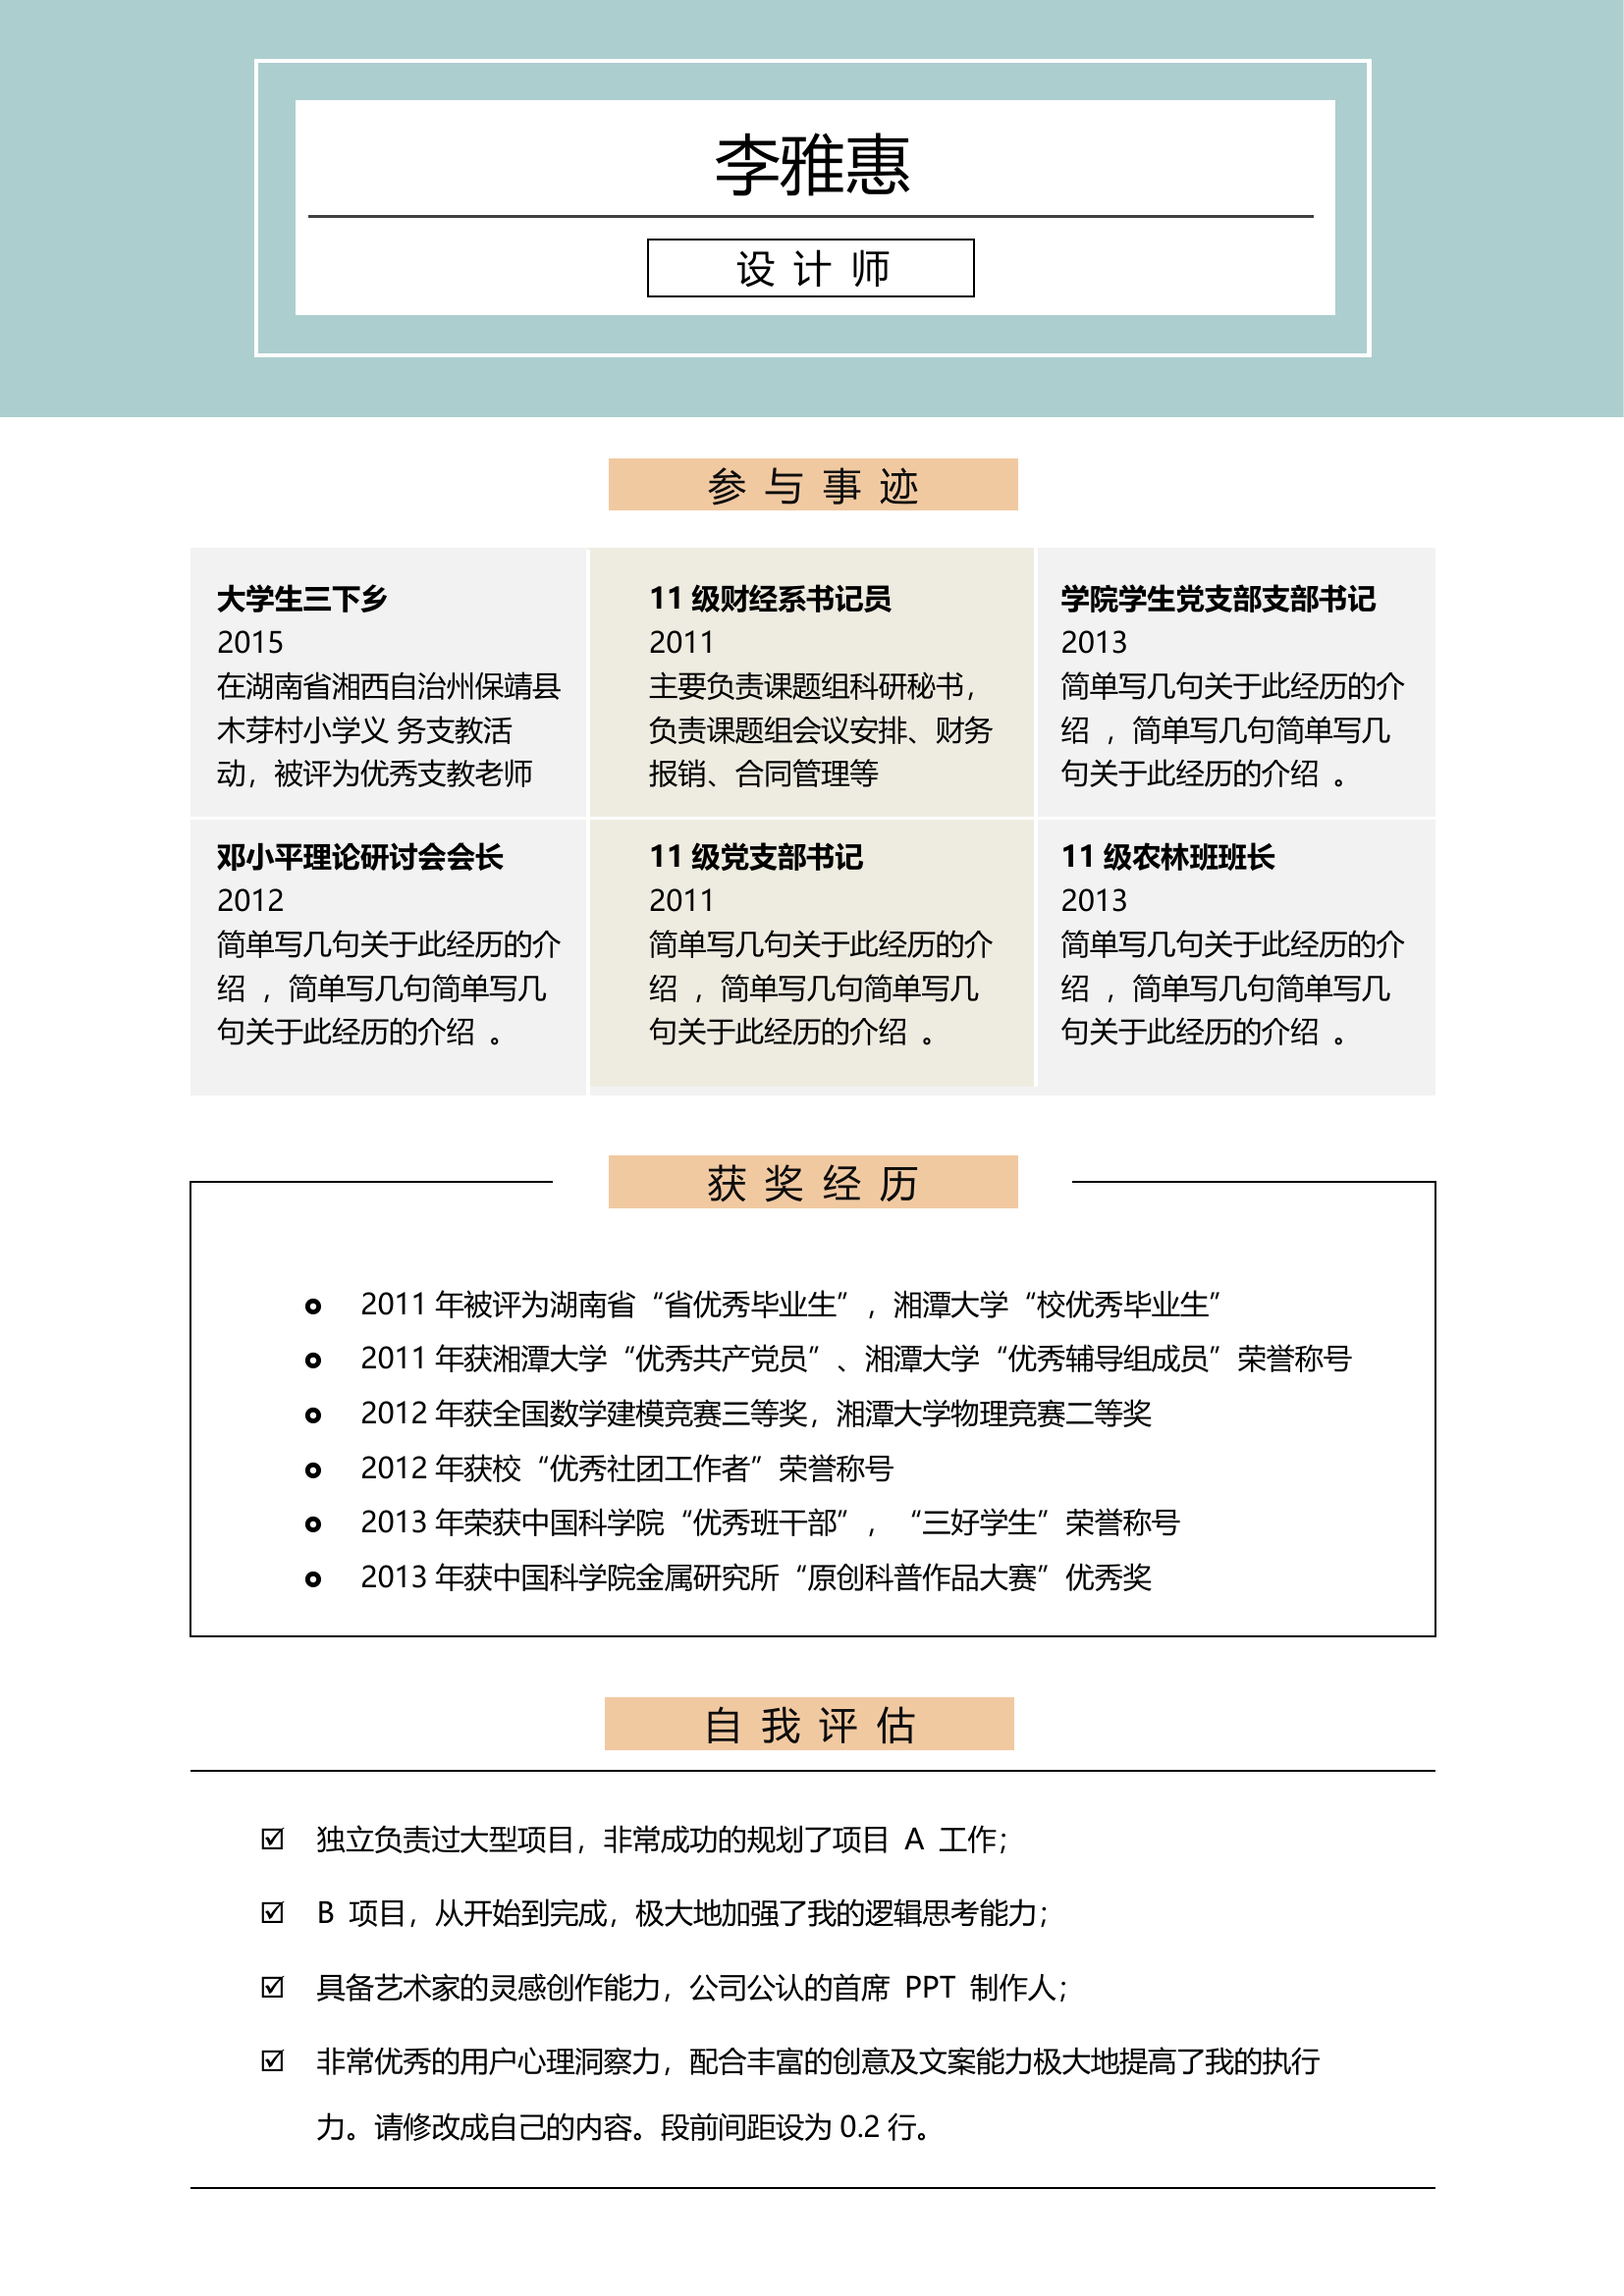 李雅惠
设 计 师
参 与 事 迹
大学生三下乡
2015
在湖南省湘西自治州保靖县
木芽村小学义 务支教活
动，被评为优秀支教老师
11 级财经系书记员
2011
主要负责课题组科研秘书，
负责课题组会议安排、财务
报销、合同管理等
学院学生党支部支部书记
2013
简单写几句关于此经历的介
绍 ，简单写几句简单写几
句关于此经历的介绍 。
邓小平理论研讨会会长
2012
简单写几句关于此经历的介
绍 ，简单写几句简单写几
句关于此经历的介绍 。
11 级党支部书记
2011
简单写几句关于此经历的介
绍 ，简单写几句简单写几
句关于此经历的介绍 。
11 级农林班班长
2013
简单写几句关于此经历的介
绍 ，简单写几句简单写几
句关于此经历的介绍 。
获 奖 经 历
2011 年被评为湖南省“省优秀毕业生”，湘潭大学“校优秀毕业生”
2011 年获湘潭大学“优秀共产党员”、湘潭大学“优秀辅导组成员”荣誉称号
2012 年获全国数学建模竞赛三等奖，湘潭大学物理竞赛二等奖
2012 年获校“优秀社团工作者”荣誉称号
2013 年荣获中国科学院“优秀班干部”，“三好学生”荣誉称号
2013 年获中国科学院金属研究所“原创科普作品大赛”优秀奖
自 我 评 估
独立负责过大型项目，非常成功的规划了项目 A 工作；
B 项目，从开始到完成，极大地加强了我的逻辑思考能力；
具备艺术家的灵感创作能力，公司公认的首席 PPT 制作人；
非常优秀的用户心理洞察力，配合丰富的创意及文案能力极大地提高了我的执行
力。请修改成自己的内容。段前间距设为 0.2 行。